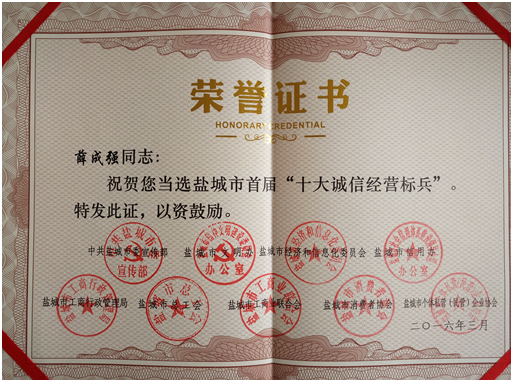 荣誉证书
HONORARY CREDENTIAL
薛成强同志:
祝贺您当选盐城市首届“十大诚信经营标兵”。
特发此证,以资鼓励。
中共盐城市委宣传部 盐城市文明办 盐城市经济和信息化委员会 盐城市信用办
盐城市工商行政管理局 盐城市总工会 盐城市工商业联合会 盐城市消费者协会 盐城市个体私营(民营)企业协会
二〇一六年三月